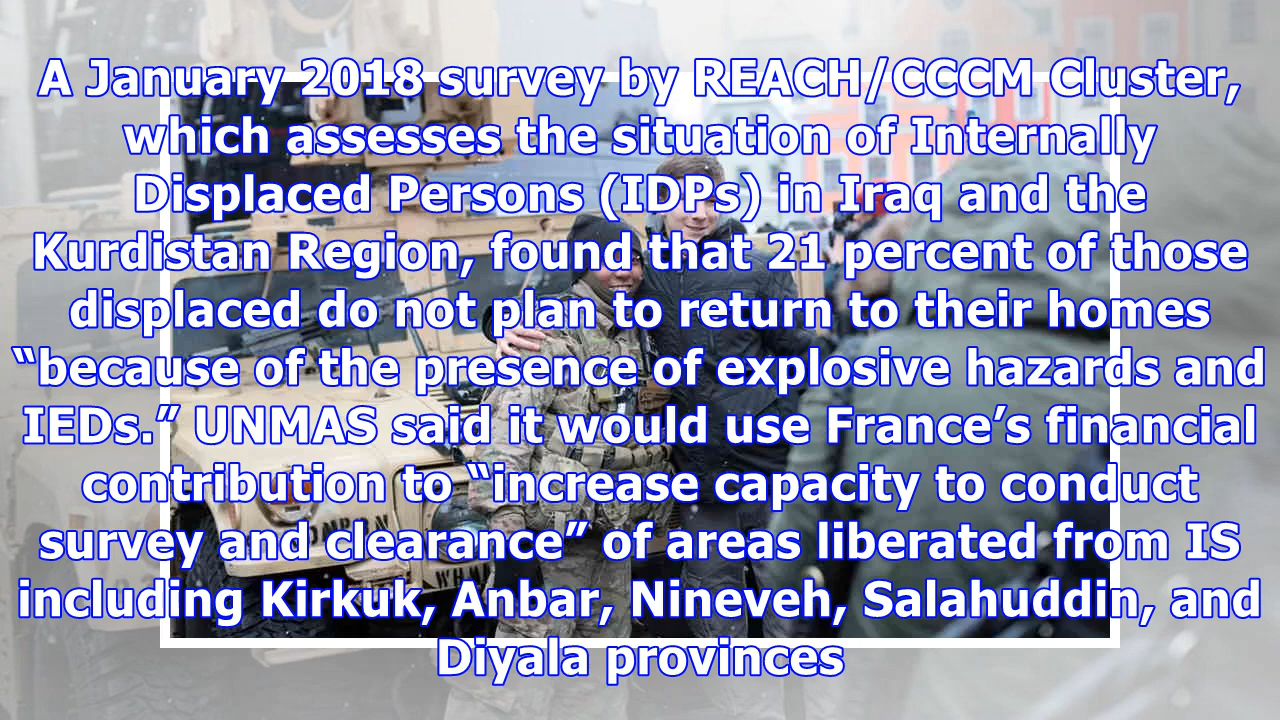 A January 2018 survey by REACH/CCCM Cluster,
which assesses the situation of Internally
Displaced Persons (IDPs) in Iraq and the
Kurdistan Region, found that 21 percent of those
displaced do not plan to return to their homes
“because of the presence of explosive hazards and
IEDs.” UNMAS said it would use France’s financial
contribution to “increase capacity to conduct
survey and clearance” of areas liberated from IS
including Kirkuk, Anbar, Nineveh, Salahuddin, and
Diyala provinces